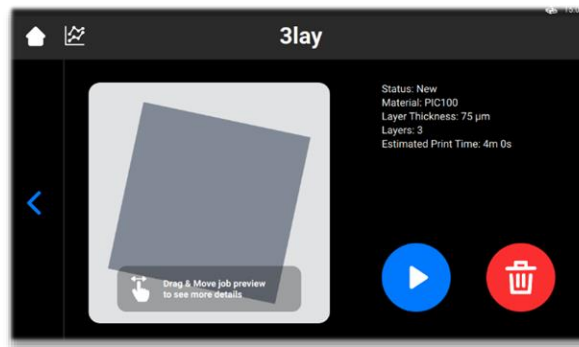 3lay
Status: New
Material: PIC100
Layer Thickness: 75 µm
Layers: 3
Estimated Print Time: 4m 0s
Drag & Move job preview
to see more details